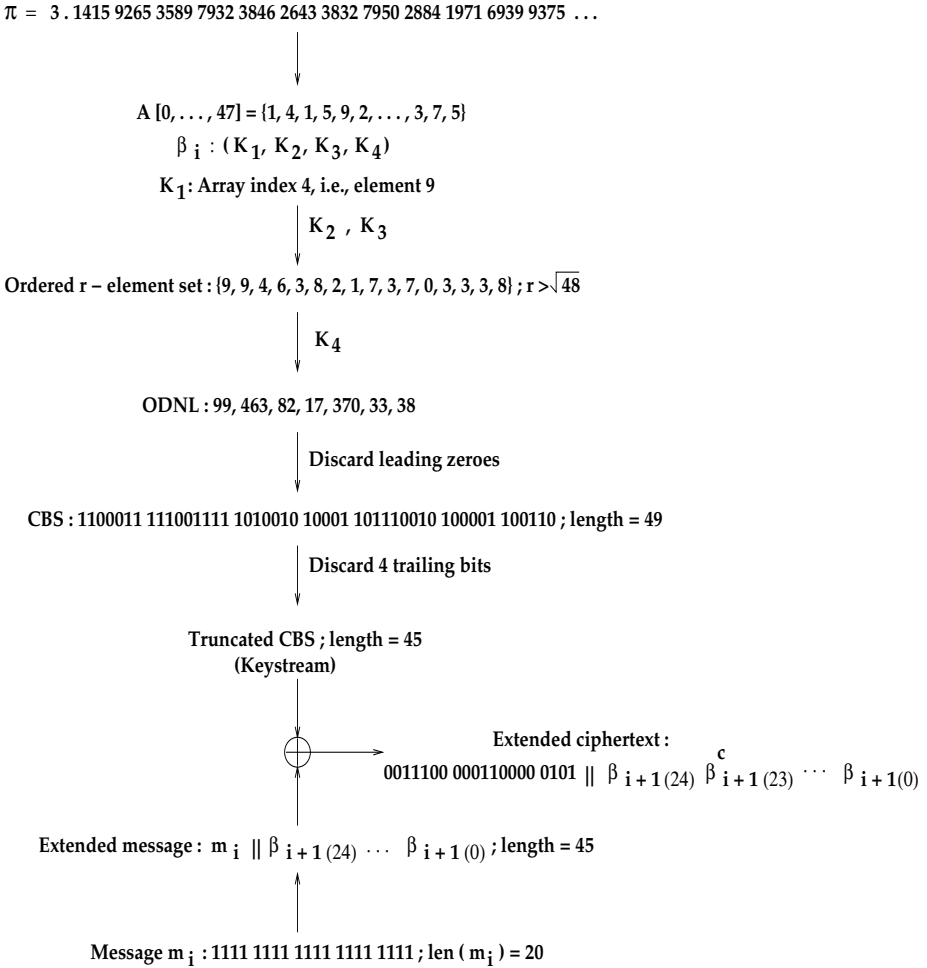 π = 3 . 1415 9265 3589 7932 3846 2643 3832 7950 2884 1971 6939 9375 . . .
A [0, . . . , 47] = {1, 4, 1, 5, 9, 2, . . . , 3, 7, 5}
β i : ( K1, K2, K3, K4 )
K1 : Array index 4, i.e., element 9
K2 , K3
Ordered r – element set : {9, 9, 4, 6, 3, 8, 2, 1, 7, 3, 7, 0, 3, 3, 3, 8} ; r > √48
K4
ODNL : 99, 463, 82, 17, 370, 33, 38
Discard leading zeroes
CBS : 1100011 111001111 1010010 10001 101110010 100001 100110 ; length = 49
Discard 4 trailing bits
Truncated CBS ; length = 45
(Keystream)
Extended ciphertext :
0011100 000110000 0101 || β i + 1 (24) β c i + 1 (23) . . . β i + 1(0)
Extended message : m i || β i + 1 (24) . . . β i + 1 (0) ; length = 45
Message m i : 1111 1111 1111 1111 1111 ; len ( m i ) = 20